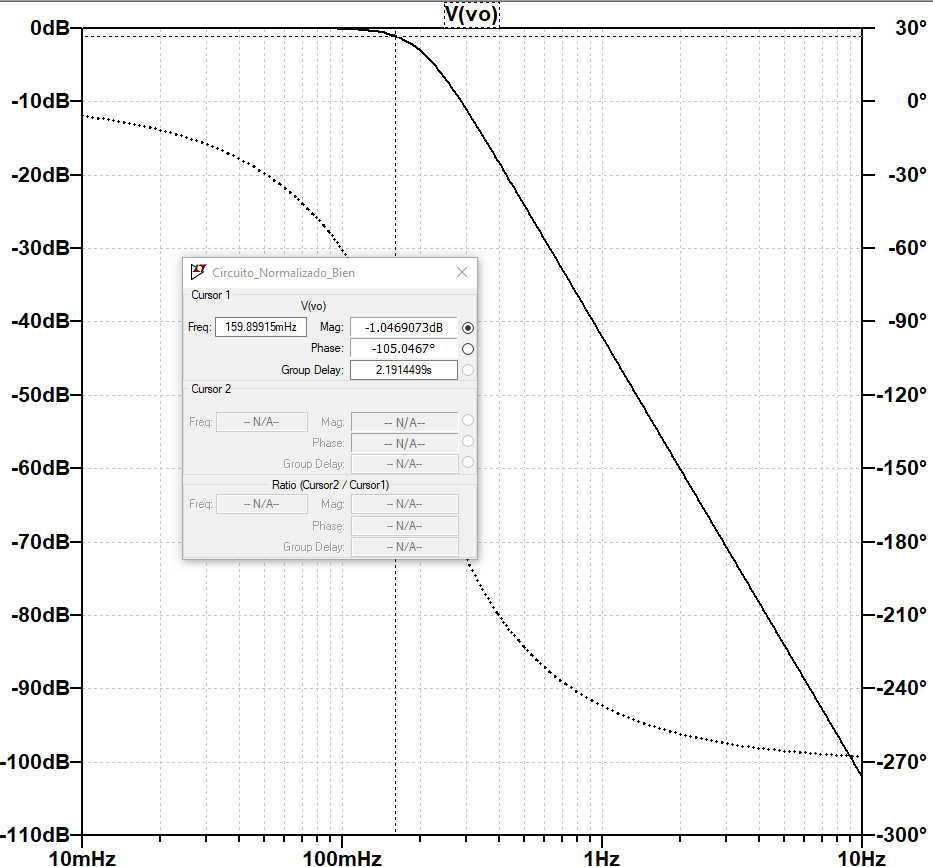 V(vo)
0dB 30°
-10dB 0°
-20dB -30°
-30dB -60°
Circuito_Normalizado_Bien
Cursor 1
V(vo)
Freq: 159.89915mHz Mag: -1.0469073dB
Phase: -105.0467°
Group Delay: 2.1914499s
Cursor 2
Freq: -- N/A-- Mag: -- N/A--
Phase: -- N/A--
Group Delay: -- N/A--
Ratio (Cursor2 / Cursor1)
Freq: -- N/A-- Mag: -- N/A--
Phase: -- N/A--
Group Delay: -- N/A--
-40dB -90°
-50dB -120°
-60dB -150°
-70dB -180°
-80dB -210°
-90dB -240°
-100dB -270°
-110dB -300°
10mHz 100mHz 1Hz 10Hz